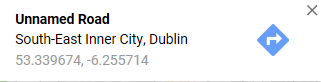 Unnamed Road
South-East Inner City, Dublin
53.339674, -6.255714